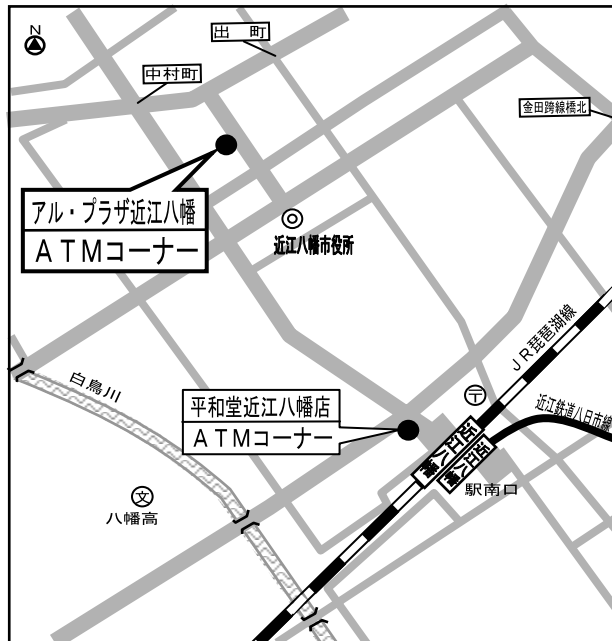 N
出 町
中村町
金田跨線橋北
アル・プラザ近江八幡
ATMコーナー
近江八幡市役所
JR琵琶湖線
白鳥川
平和堂近江八幡店
ATMコーナー
〒
近江鉄道八日市線
近江八幡
近江八幡
駅南口
文
八幡高